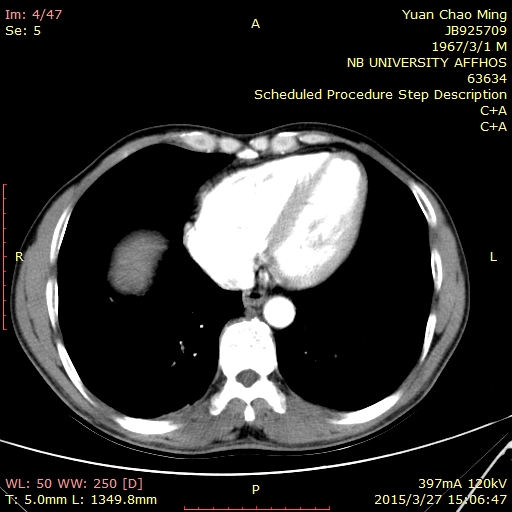 Im: 4/47
Se: 5
A
Yuan Chao Ming
JB925709
1967/3/1 M
NB UNIVERSITY AFFHOS
63634
Scheduled Procedure Step Description
C+A
C+A
R
L
WL: 50 WW: 250 [D]
T: 5.0mm L: 1349.8mm
P
397mA 120kV
2015/3/27 15:06:47